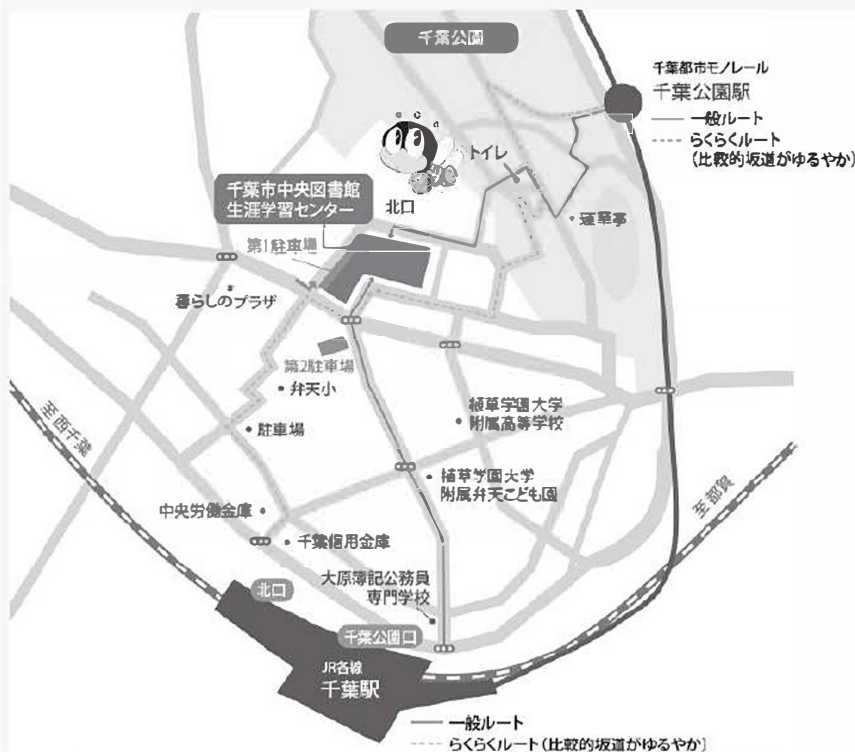 千葉公園
千葉都市モノレール
千葉公園駅
一般ルート
らくらくルート
(比較的坂道がゆるやか)
トイレ
千葉市中央図書館
生涯学習センター
北口
蓮華亭
第1駐車場
暮らしのプラザ
第2駐車場
弁天小
至西千葉
駐車場
植草学園大学
附属高等学校
植草学園大学
附属弁天こども園
至都賀
中央労働金庫
千葉信用金庫
大原簿記公務員
専門学校
北口
千葉公園口
JR各線
千葉駅
一般ルート
らくらくルート(比較的坂道がゆるやか)